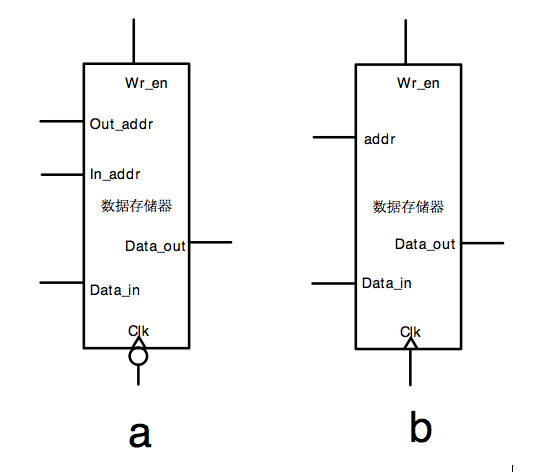 Wr_en
Out_addr
In_addr
数据存储器
Data_out
Data_in
Clk
a
Wr_en
addr
数据存储器
Data_out
Data_in
Clk
b